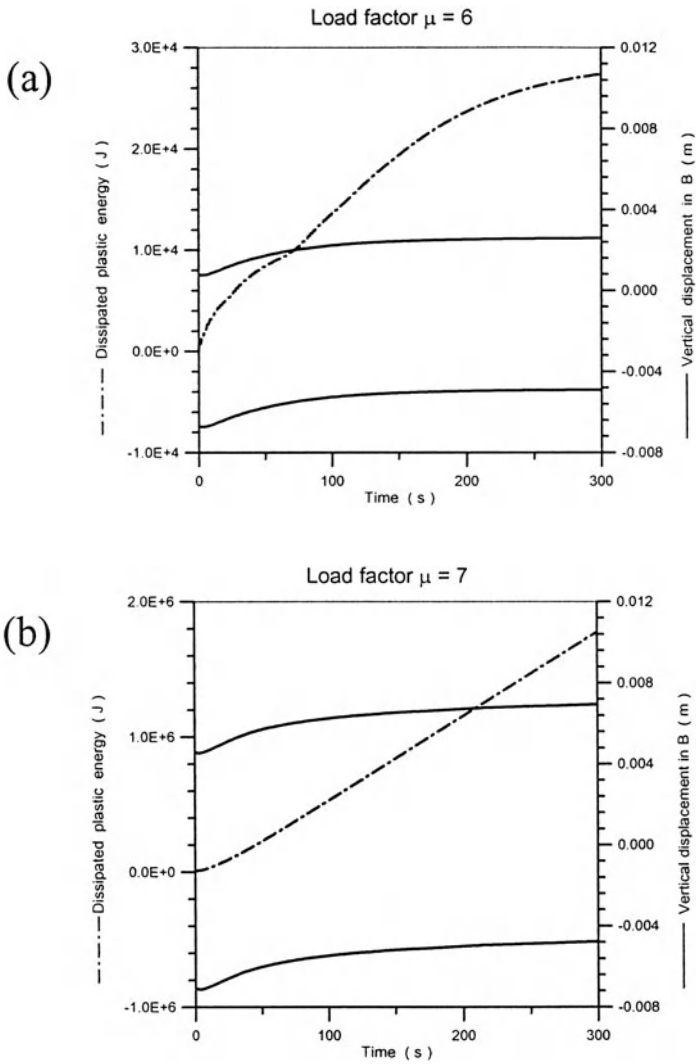 Load factor μ = 6
(a)
3.0E+4
2.0E+4
1.0E+4
0.0E+0
-1.0E+4
Dissipated plastic energy ( J )
0.012
0.008
0.004
0.000
-0.004
-0.008
Vertical displacement in B ( m )
0
100
200
300
Time ( s )
Load factor μ = 7
(b)
2.0E+6
1.0E+6
0.0E+0
-1.0E+6
Dissipated plastic energy ( J )
0.012
0.008
0.004
0.000
-0.004
-0.008
Vertical displacement in B ( m )
0
100
200
300
Time ( s )